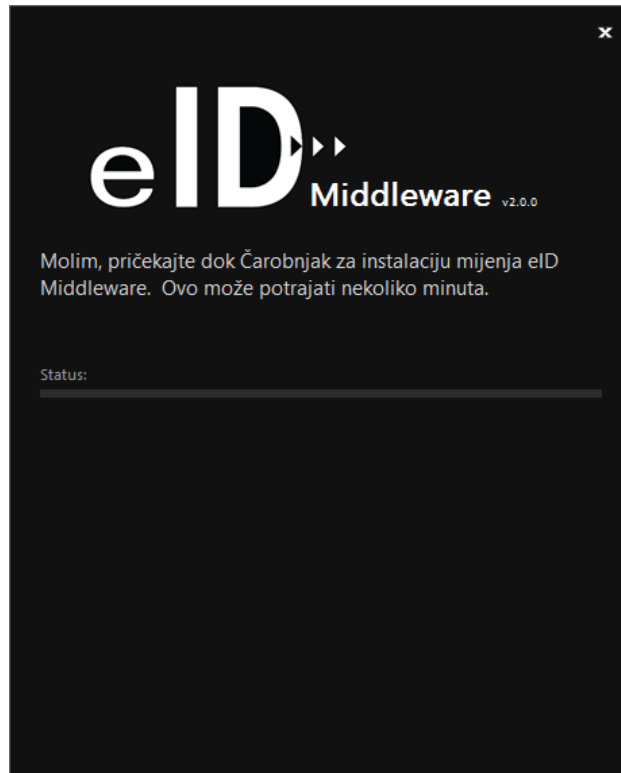 eID
Middleware v2.0.0
Molim, pričekajte dok Čarobnjak za instalaciju mijenja eID
Middleware.  Ovo može potrajati nekoliko minuta.
Status: